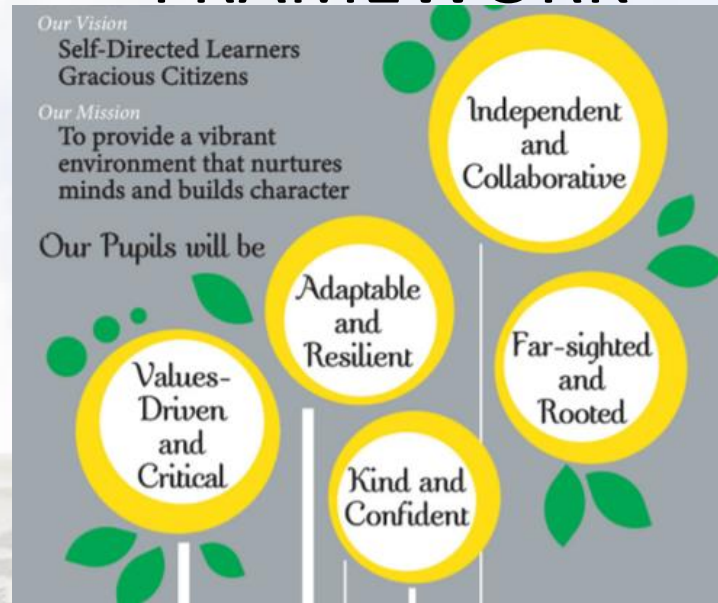 FRAMEWORK
Our Vision
Self-Directed Learners
Gracious Citizens
Our Mission
To provide a vibrant
environment that nurtures
minds and builds character
Our Pupils will be
Independent
and
Collaborative
Adaptable
and
Resilient
Far-sighted
and
Rooted
Values-
Driven
and
Critical
Kind and
Confident